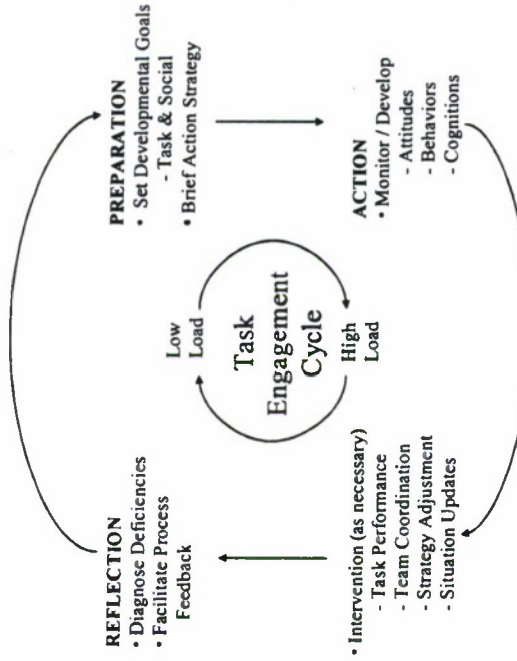 REFLECTION
• Diagnose Deficiencies
• Facilitate Process
Feedback
PREPARATION
• Set Developmental Goals
- Task & Social
• Brief Action Strategy
Low
Load
Task
Engagement
Cycle
High
Load
• Intervention (as necessary)
- Task Performance
- Team Coordination
- Strategy Adjustment
- Situation Updates
ACTION
• Monitor / Develop
- Attitudes
- Behaviors
- Cognitions